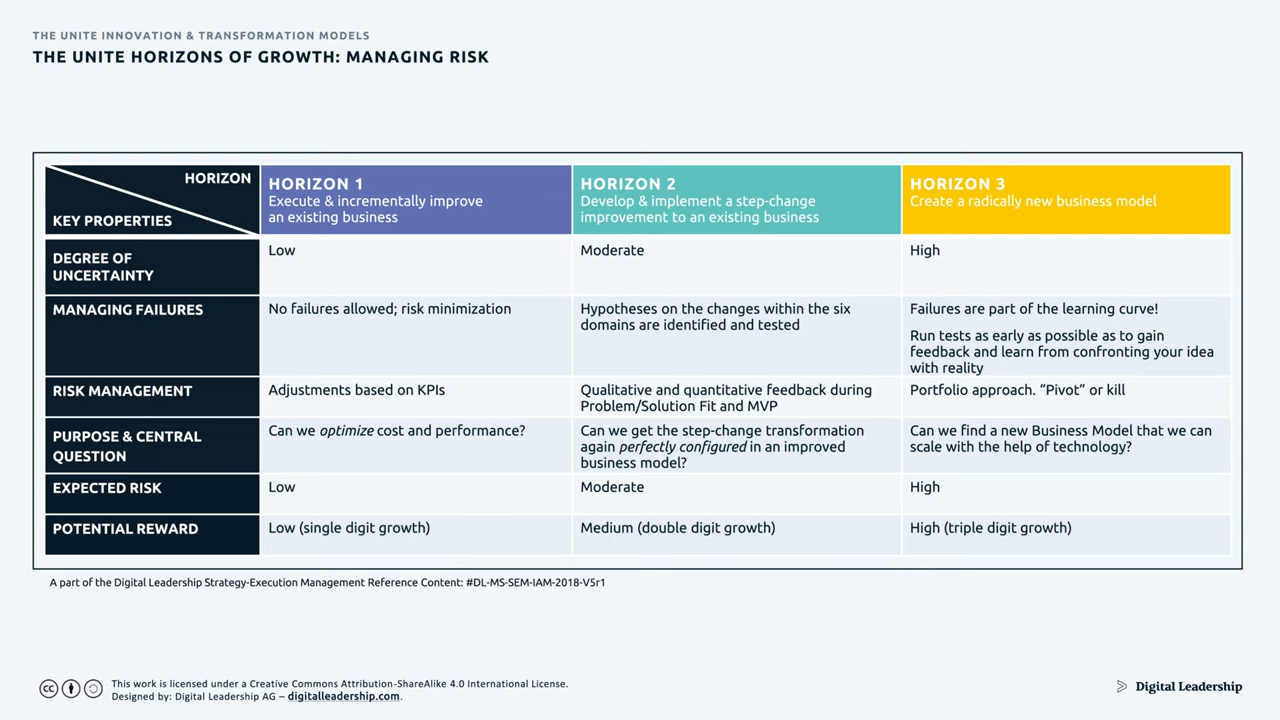 THE UNITE INNOVATION & TRANSFORMATION MODELS
THE UNITE HORIZONS OF GROWTH: MANAGING RISK
HORIZON
KEY PROPERTIES
HORIZON 1
Execute & incrementally improve
an existing business
HORIZON 2
Develop & implement a step-change
improvement to an existing business
HORIZON 3
Create a radically new business model
DEGREE OF
UNCERTAINTY
Low
Moderate
High
MANAGING FAILURES
No failures allowed; risk minimization
Hypotheses on the changes within the six
domains are identified and tested
Failures are part of the learning curve!
Run tests as early as possible as to gain
feedback and learn from confronting your idea
with reality
RISK MANAGEMENT
Adjustments based on KPIs
Qualitative and quantitative feedback during
Problem/Solution Fit and MVP
Portfolio approach. “Pivot” or kill
PURPOSE & CENTRAL
QUESTION
Can we optimize cost and performance?
Can we get the step-change transformation
again perfectly configured in an improved
business model?
Can we find a new Business Model that we can
scale with the help of technology?
EXPECTED RISK
Low
Moderate
High
POTENTIAL REWARD
Low (single digit growth)
Medium (double digit growth)
High (triple digit growth)
A part of the Digital Leadership Strategy-Execution Management Reference Content: #DL-MS-SEM-IAM-2018-V5r1
cc
This work is licensed under a Creative Commons Attribution-ShareAlike 4.0 International License.
Designed by: Digital Leadership AG – digitalleadership.com.
Digital Leadership